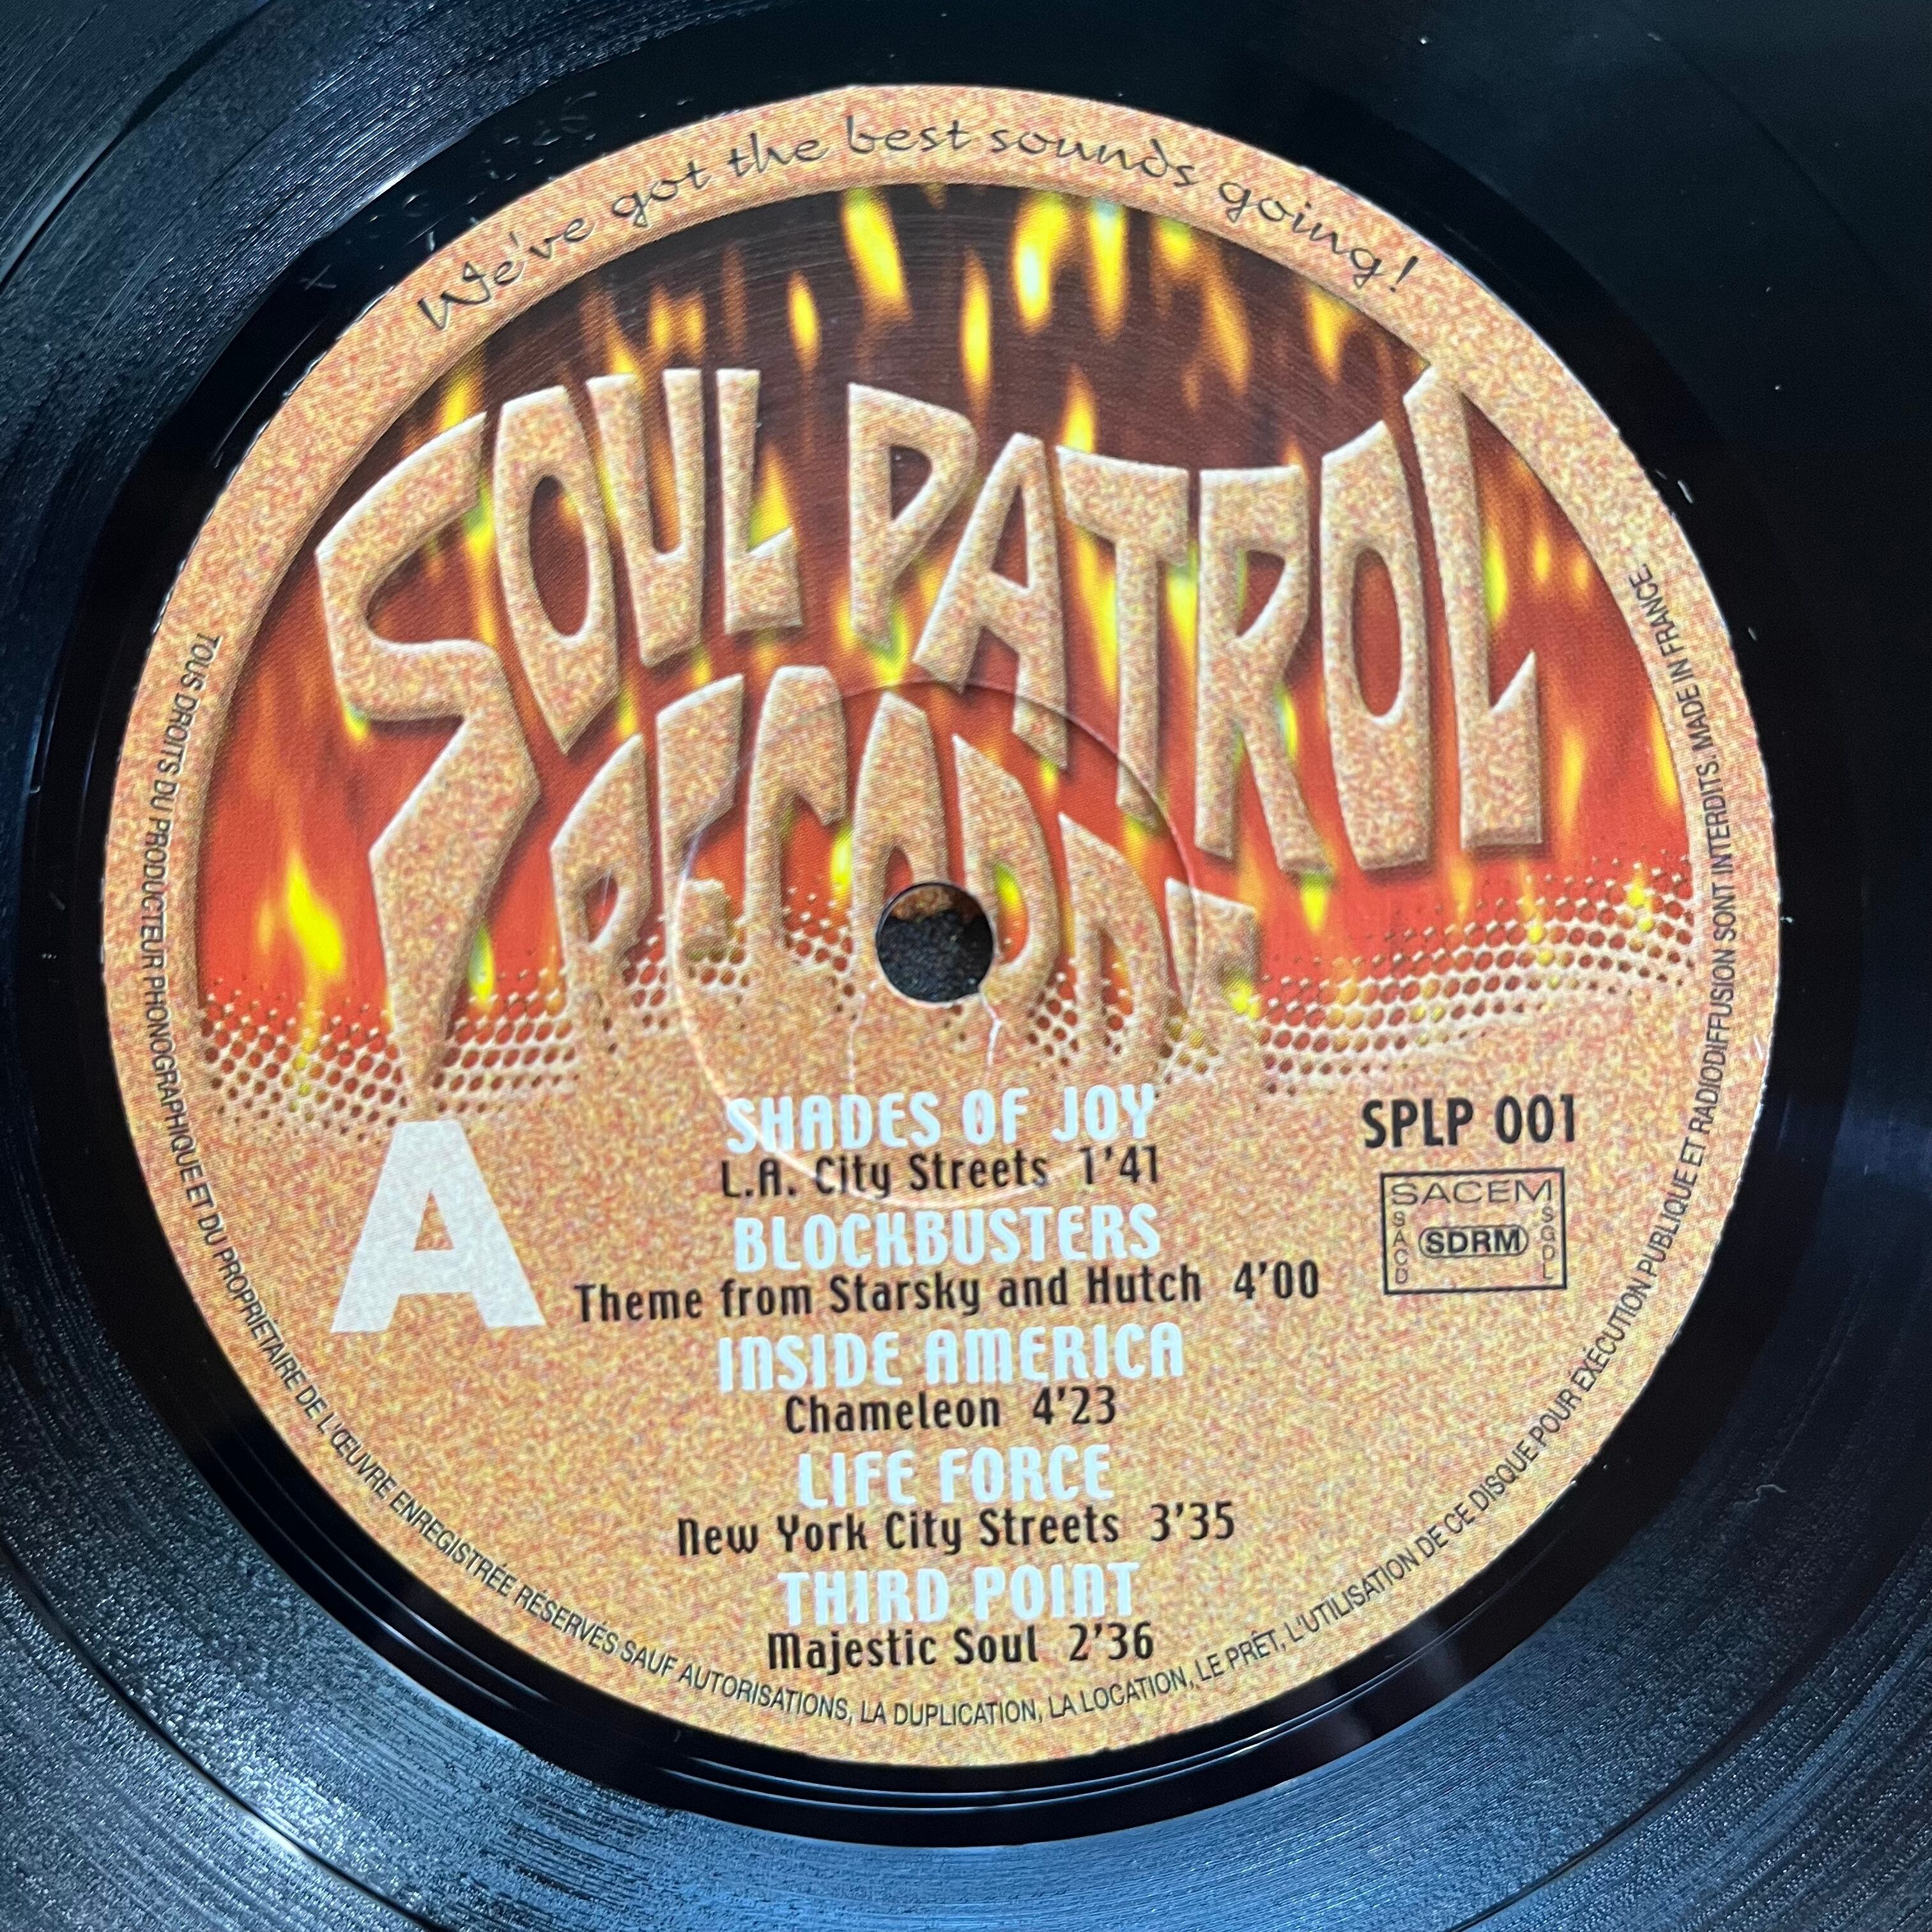 We've got the best sounds going!
SOUL PATROL
RECORDS
A
SPLP 001
SACEM
SACD
SDRM
SGDL
SHADES OF JOY
L.A. City Streets 1'41
BLOCKBUSTERS
Theme from Starsky and Hutch 4'00
INSIDE AMERICA
Chameleon 4'23
LIFE FORCE
New York City Streets 3'35
THIRD POINT
Majestic Soul 2'36
TOUS DROITS DU PRODUCTEUR PHONOGRAPHIQUE ET DU PROPRIETAIRE DE L'ŒUVRE ENREGISTRÉE RÉSERVÉS SAUF AUTORISATIONS, LA DUPLICATION, LA LOCATION, LE PRÊT, L'UTILISATION DE CE DISQUE POUR EXÉCUTION PUBLIQUE ET RADIODIFFUSION SONT INTERDITS. MADE IN FRANCE